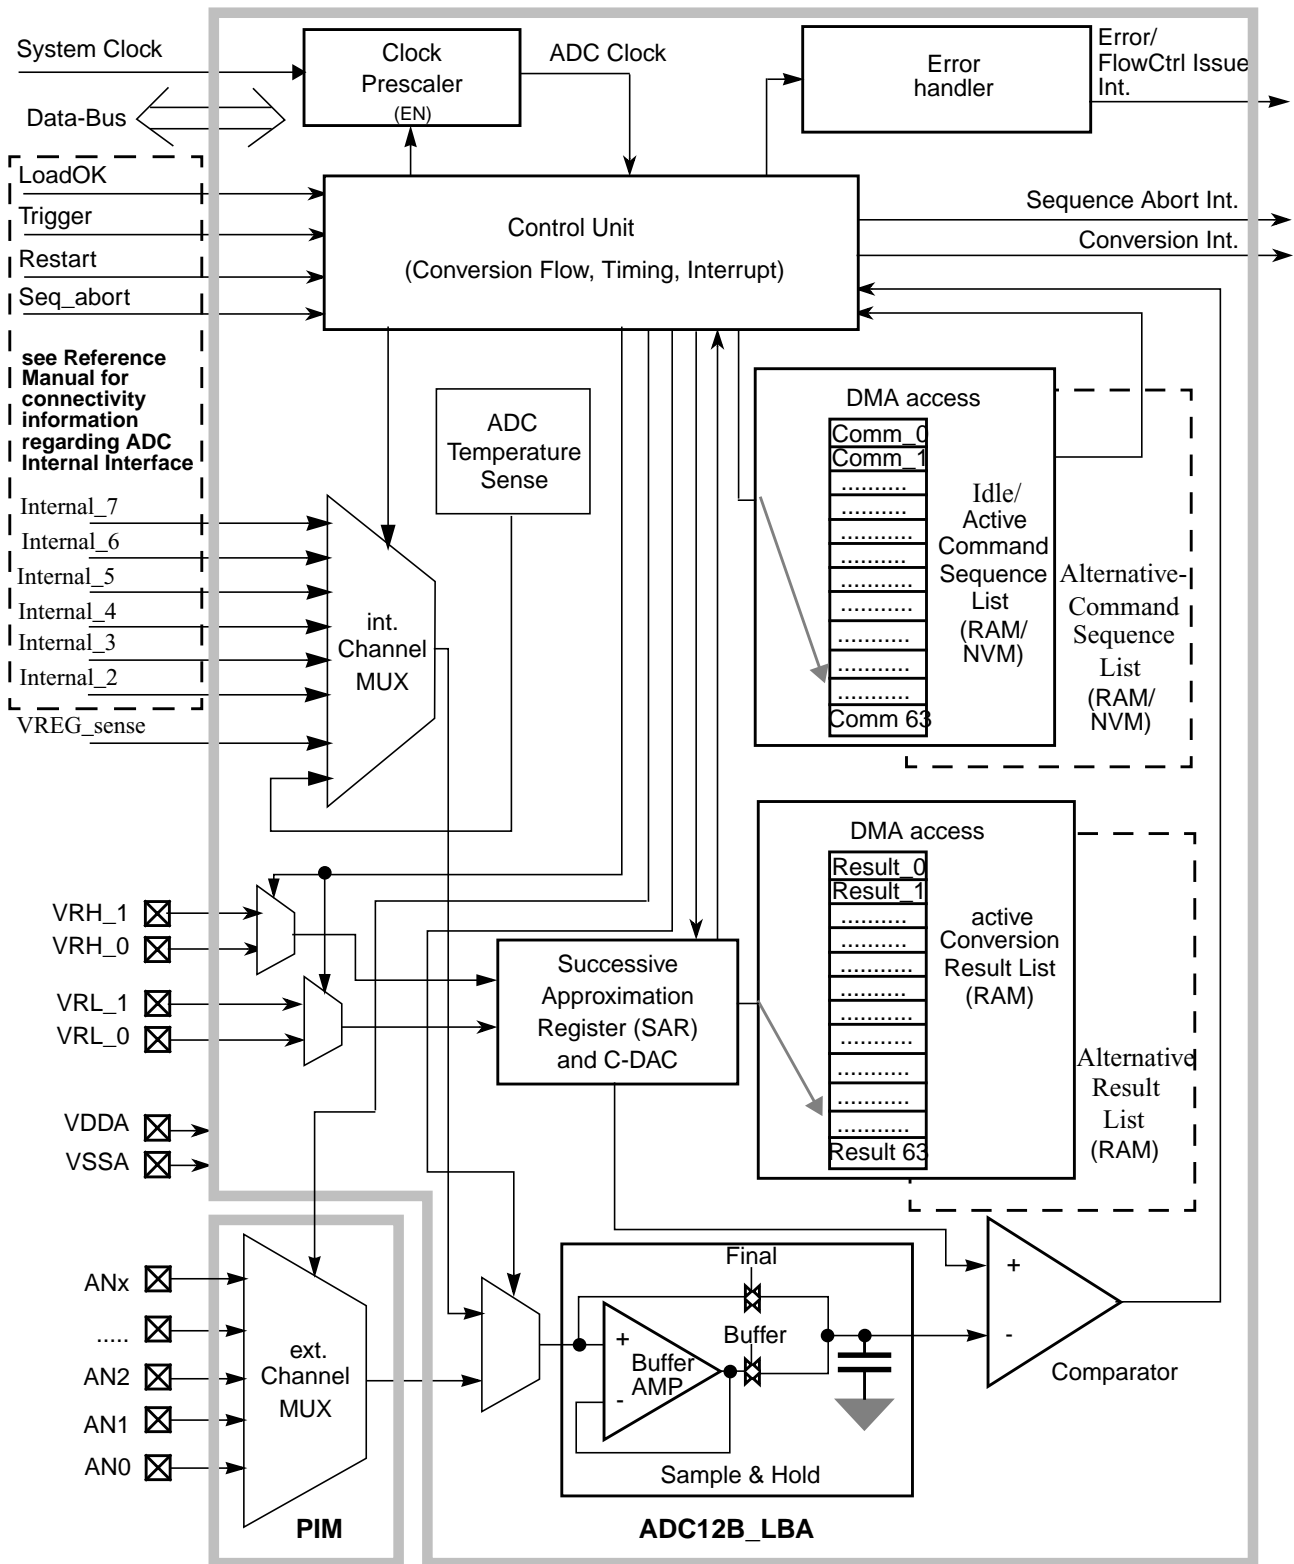 System Clock
Clock
Prescaler
(EN)
ADC Clock
Error
handler
Error/
FlowCtrl Issue
Int.
Data-Bus
LoadOK
Trigger
Restart
Seq_abort
Control Unit
(Conversion Flow, Timing, Interrupt)
Sequence Abort Int.
Conversion Int.
see Reference
Manual for
connectivity
information
regarding ADC
Internal Interface
ADC
Temperature
Sense
DMA access
Comm_0
Comm_1
..........
..........
...........
..........
..........
...........
...........
...........
...........
Comm 63
Idle/
Active
Command
Sequence
List
(RAM/
NVM)
Alternative-
Command
Sequence
List
(RAM/
NVM)
Internal_7
Internal_6
Internal_5
Internal_4
Internal_3
Internal_2
VREG_sense
int.
Channel
MUX
DMA access
Result_0
Result_1
..........
..........
...........
...........
...........
...........
...........
...........
...........
Result 63
active
Conversion
Result List
(RAM)
Alternative
Result
List
(RAM)
VRH_1
VRH_0
VRL_1
VRL_0
Successive
Approximation
Register (SAR)
and C-DAC
VDDA
VSSA
ANx
.....
AN2
AN1
AN0
ext.
Channel
MUX
PIM
Final
Buffer
+
Buffer
AMP
-
Sample & Hold
+
-
Comparator
ADC12B_LBA